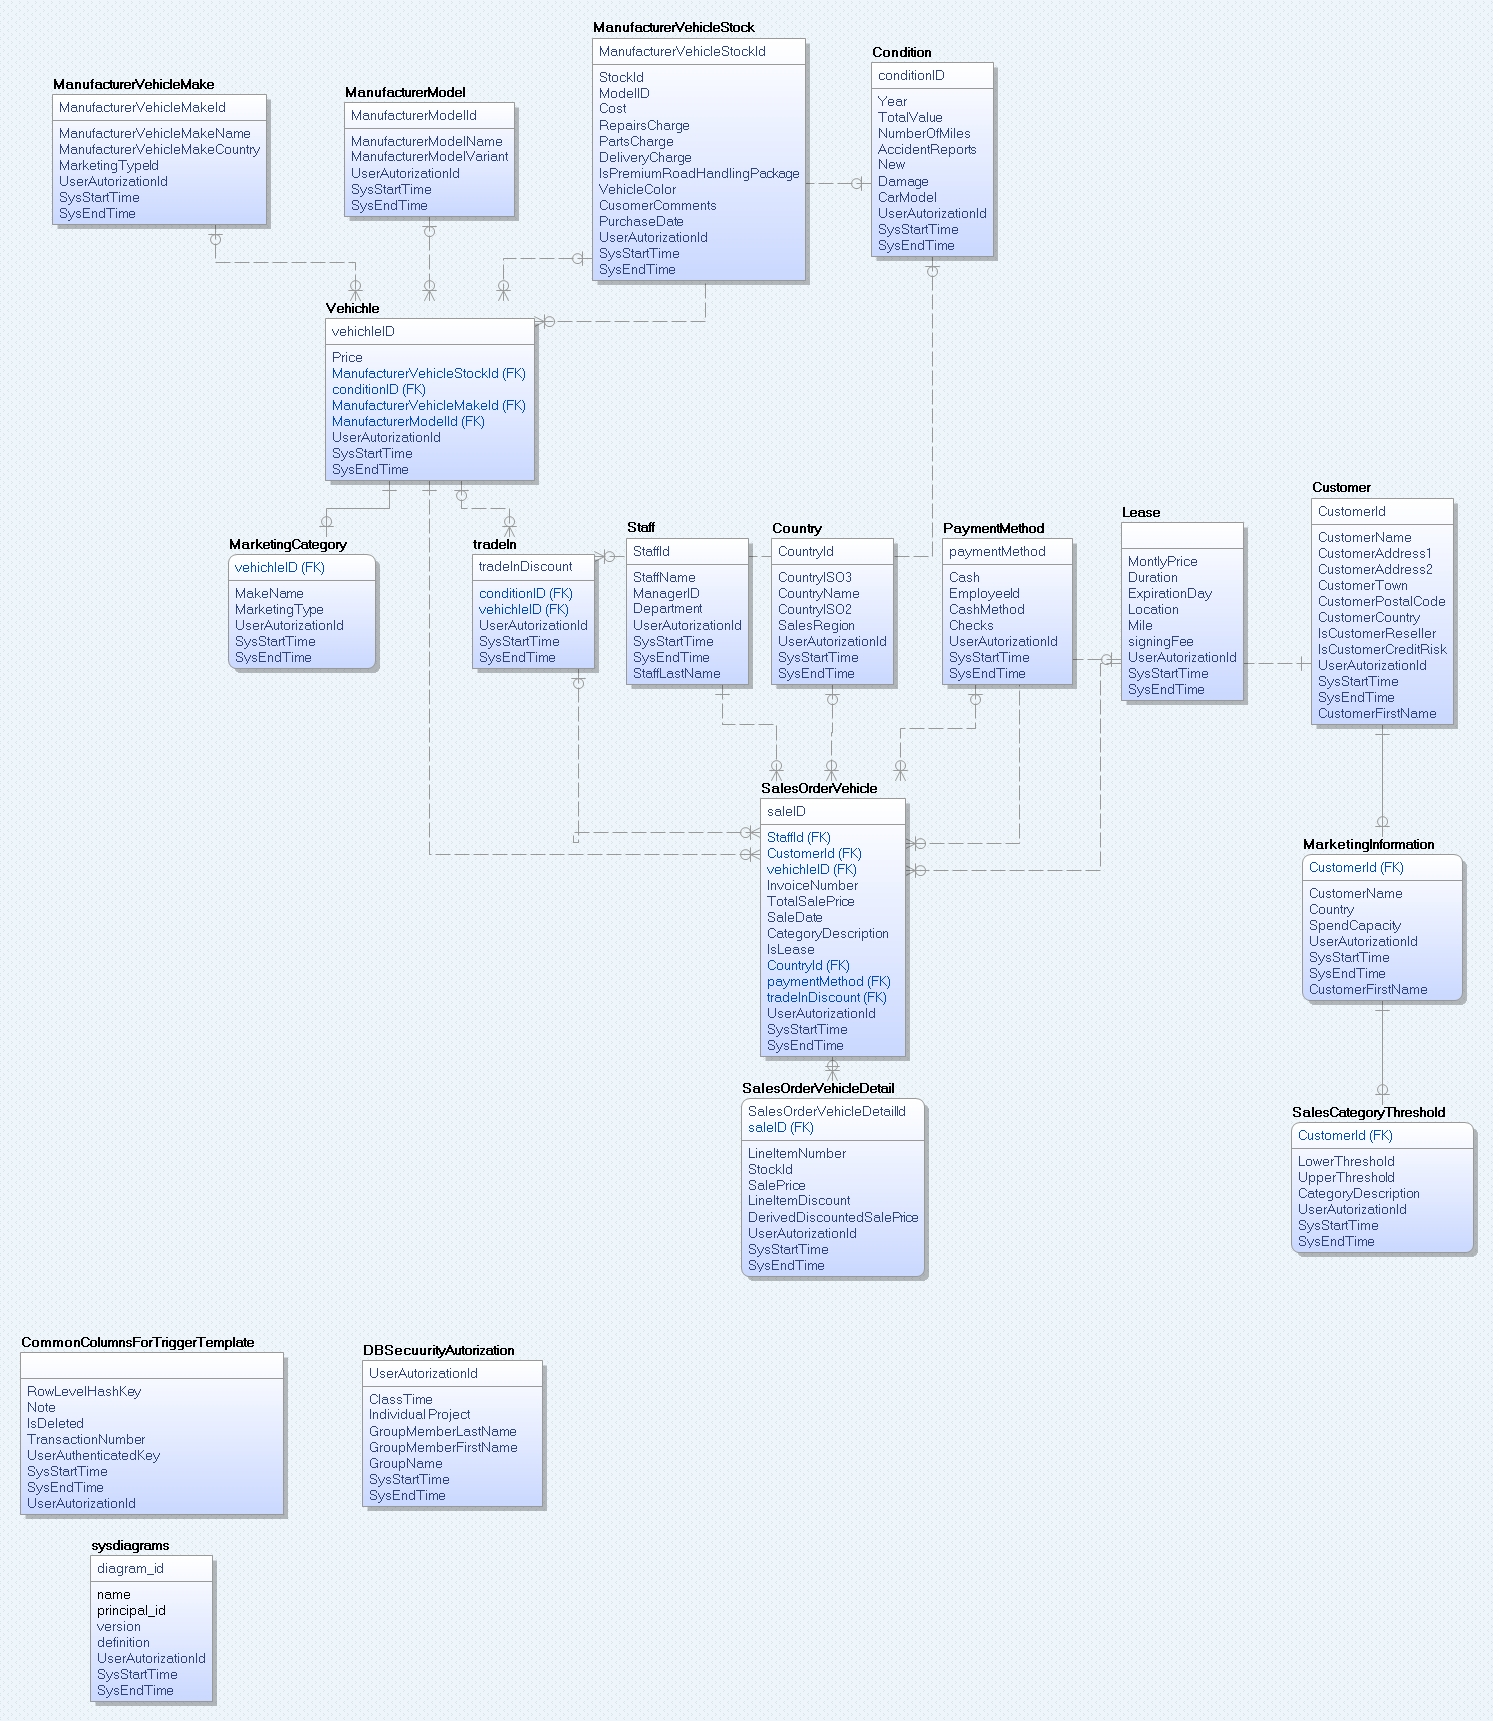 ManufacturerVehicleStock
ManufacturerVehicleStockId
StockId
ModelID
Cost
RepairsCharge
PartsCharge
DeliveryCharge
IsPremiumRoadHandlingPackage
VehicleColor
CusomerComments
PurchaseDate
UserAutorizationId
SysStartTime
SysEndTime
Condition
conditionID
Year
TotalValue
NumberOfMiles
AccidentReports
New
Damage
CarModel
UserAutorizationId
SysStartTime
SysEndTime
ManufacturerVehicleMake
ManufacturerVehicleMakeId
ManufacturerVehicleMakeName
ManufacturerVehicleMakeCountry
MarketingTypeId
UserAutorizationId
SysStartTime
SysEndTime
ManufacturerModel
ManufacturerModelId
ManufacturerModelName
ManufacturerModelVariant
UserAutorizationId
SysStartTime
SysEndTime
Vehichle
vehichleID
Price
ManufacturerVehicleStockId (FK)
conditionID (FK)
ManufacturerVehicleMakeId (FK)
ManufacturerModelId (FK)
UserAutorizationId
SysStartTime
SysEndTime
MarketingCategory
vehichleID (FK)
MakeName
MarketingType
UserAutorizationId
SysStartTime
SysEndTime
tradeIn
tradeInDiscount
conditionID (FK)
vehichleID (FK)
UserAutorizationId
SysStartTime
SysEndTime
Staff
StaffId
StaffName
ManagerID
Department
UserAutorizationId
SysStartTime
SysEndTime
StaffLastName
Country
CountryId
CountryISO3
CountryName
CountryISO2
SalesRegion
UserAutorizationId
SysStartTime
SysEndTime
PaymentMethod
paymentMethod
Cash
EmployeeId
CashMethod
Checks
UserAutorizationId
SysStartTime
SysEndTime
Lease
MontlyPrice
Duration
ExpirationDay
Location
Mile
signingFee
UserAutorizationId
SysStartTime
SysEndTime
Customer
CustomerId
CustomerName
CustomerAddress1
CustomerAddress2
CustomerTown
CustomerPostalCode
CustomerCountry
IsCustomerReseller
IsCustomerCreditRisk
UserAutorizationId
SysStartTime
SysEndTime
CustomerFirstName
SalesOrderVehicle
saleID
StaffId (FK)
CustomerId (FK)
vehichleID (FK)
InvoiceNumber
TotalSalePrice
SaleDate
CategoryDescription
IsLease
CountryId (FK)
paymentMethod (FK)
tradeInDiscount (FK)
UserAutorizationId
SysStartTime
SysEndTime
MarketingInformation
CustomerId (FK)
CustomerName
Country
SpendCapacity
UserAutorizationId
SysStartTime
SysEndTime
CustomerFirstName
SalesOrderVehicleDetail
SalesOrderVehicleDetailId
saleID (FK)
LineItemNumber
StockId
SalePrice
LineItemDiscount
DerivedDiscountedSalePrice
UserAutorizationId
SysStartTime
SysEndTime
SalesCategoryThreshold
CustomerId (FK)
LowerThreshold
UpperThreshold
CategoryDescription
UserAutorizationId
SysStartTime
SysEndTime
CommonColumnsForTriggerTemplate
RowLevelHashKey
Note
IsDeleted
TransactionNumber
UserAuthenticatedKey
SysStartTime
SysEndTime
UserAutorizationId
DBSecuurityAutorization
UserAutorizationId
ClassTime
Individual Project
GroupMemberLastName
GroupMemberFirstName
GroupName
SysStartTime
SysEndTime
sysdiagrams
diagram_id
name
principal_id
version
definition
UserAutorizationId
SysStartTime
SysEndTime